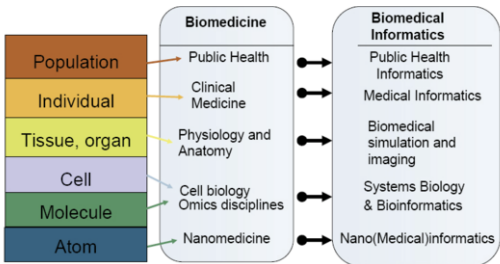 Population
Individual
Tissue, organ
Cell
Molecule
Atom
Biomedicine
Public Health
Clinical
Medicine
Physiology and
Anatomy
Cell biology
Omics disciplines
Nanomedicine
Biomedical
Informatics
Public Health
Informatics
Medical Informatics
Biomedical
simulation and
imaging
Systems Biology
& Bioinformatics
Nano(Medical)informatics